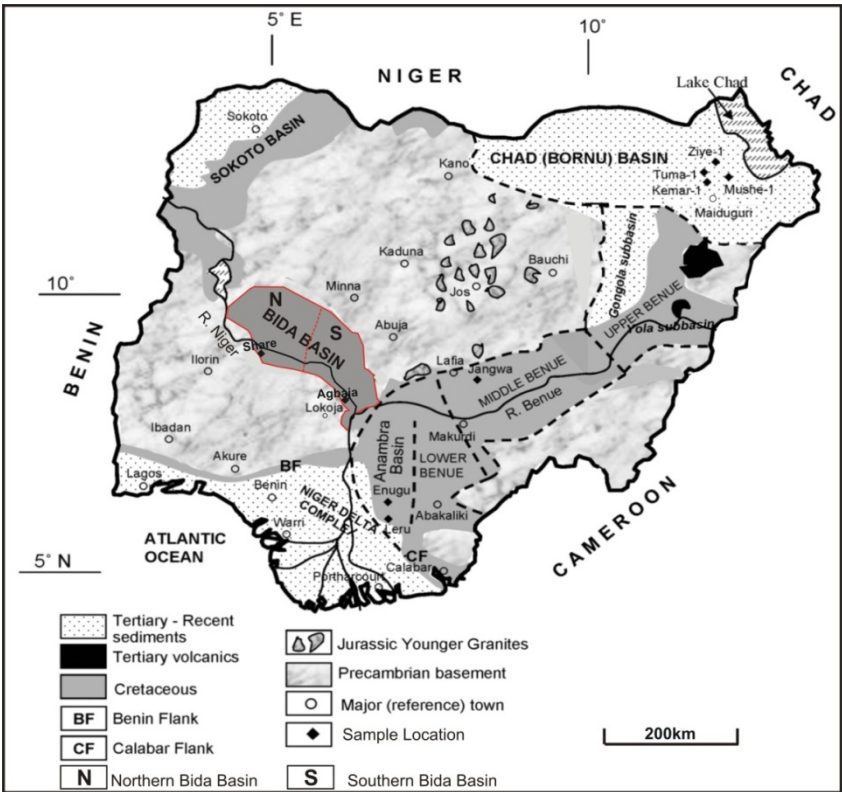 5° E
10°
NIGER
CHAD
Lake Chad
Sokoto
SOKOTO BASIN
Kano
CHAD (BORNU) BASIN
Ziye-1
Tuma-1
Kemar-1
Mushe-1
Maiduguri
Kaduna
Bauchi
Gongola subbasin
10°
Minna
Jos
N
S
BIDA BASIN
Abuja
UPPER BENUE
Yola subbasin
BENIN
R. Niger
Share
Ilorin
Lafia
Jangwa
MIDDLE BENUE
R. Benue
Agbaja
Lokoja
Ibadan
Makurdi
Anambra
Basin
LOWER
BENUE
Akure
BF
Lagos
Benin
Enugu
Abakaliki
NIGER DELTA
COMPLE
Warri
Leru
CAMEROON
ATLANTIC
OCEAN
CF
Calabar
5° N
Portharcourt
Tertiary - Recent
sediments
Tertiary volcanics
Cretaceous
BF Benin Flank
CF Calabar Flank
N Northern Bida Basin
Jurassic Younger Granites
Precambrian basement
Major (reference) town
Sample Location
S Southern Bida Basin
200km